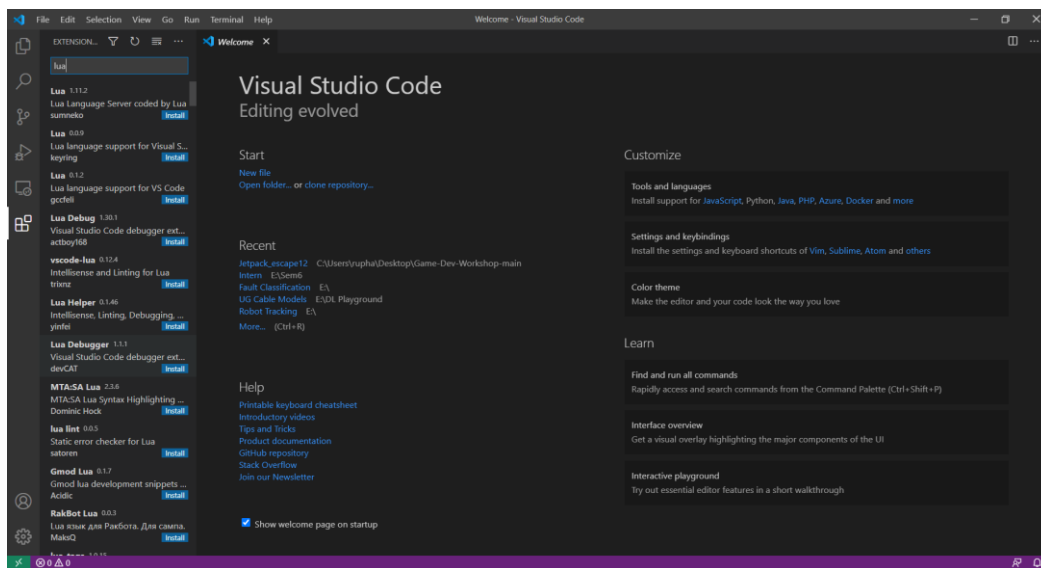 File Edit Selection View Go Run Terminal Help
Welcome - Visual Studio Code
EXTENSION...
Welcome
lua
Lua 1.11.2
Lua Language Server coded by Lua
sumneko Install
Lua 0.0.9
Lua language support for Visual S...
keyring Install
Lua 0.1.2
Lua language support for VS Code
gccfeli Install
Lua Debug 1.30.1
Visual Studio Code debugger ext...
actboy168 Install
vscode-lua 0.12.4
Intellisense and Linting for Lua
trixnz Install
Lua Helper 0.1.46
Intellisense, Linting, Debugging, ...
yinfei Install
Lua Debugger 1.1.1
Visual Studio Code debugger ext...
devCAT Install
MTA:SA Lua 2.3.6
MTA:SA Lua Syntax Highlighting ...
Dominic Hock Install
lua lint 0.0.5
Static error checker for Lua
satoren Install
Gmod Lua 0.1.7
Gmod lua development snippets ...
Acidic Install
RakBot Lua 0.0.3
Lua язык для Ракбота. Для сампа.
MaksQ Install
Visual Studio Code
Editing evolved
Start
New file
Open folder... or clone repository...
Recent
Jetpack_escape12 C:\Users\rupha\Desktop\Game-Dev-Workshop-main
Intern E:\Sem6
Fault Classification E:\
UG Cable Models E:\DL Playground
Robot Tracking E:\
More... (Ctrl+R)
Help
Printable keyboard cheatsheet
Introductory videos
Tips and Tricks
Product documentation
GitHub repository
Stack Overflow
Join our Newsletter
Show welcome page on startup
Customize
Tools and languages
Install support for JavaScript, Python, Java, PHP, Azure, Docker and more
Settings and keybindings
Install the settings and keyboard shortcuts of Vim, Sublime, Atom and others
Color theme
Make the editor and your code look the way you love
Learn
Find and run all commands
Rapidly access and search commands from the Command Palette (Ctrl+Shift+P)
Interface overview
Get a visual overlay highlighting the major components of the UI
Interactive playground
Try out essential editor features in a short walkthrough
0 0